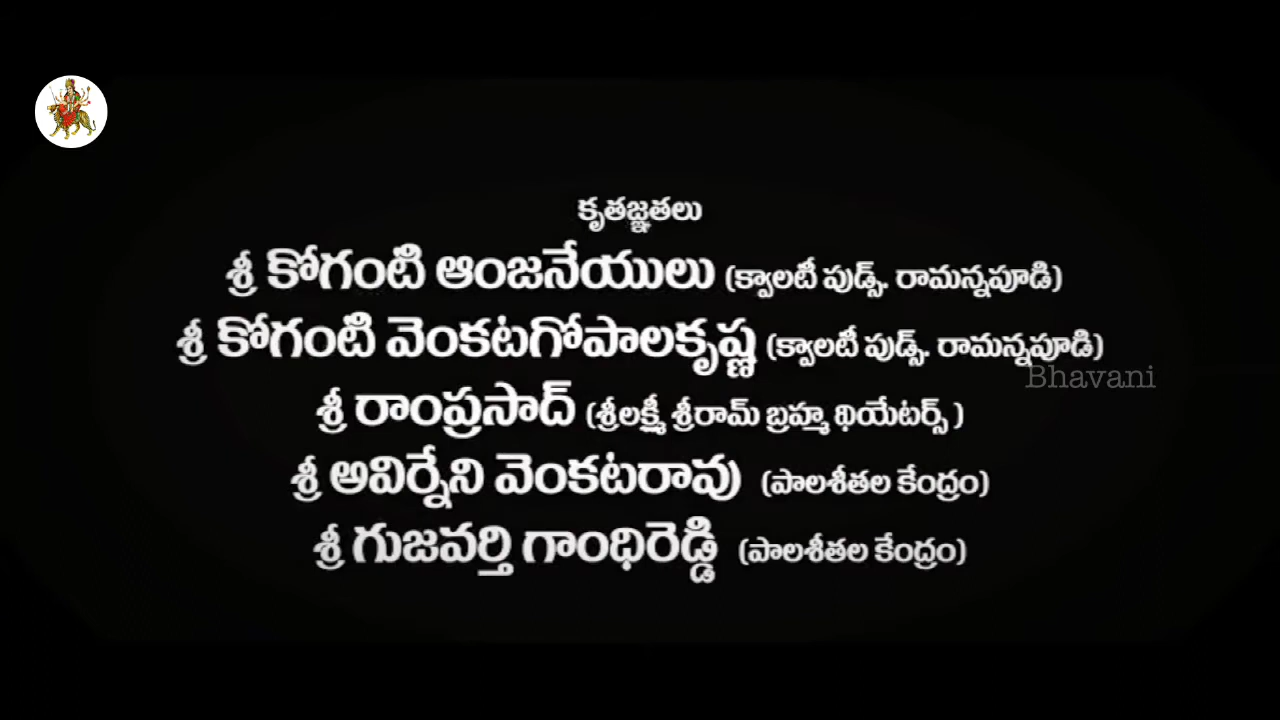 కృతజ్ఞతలు
శ్రీ కోగంటి ఆంజనేయులు (క్వాలటీ పుడ్స్. రామన్నపూడి)
శ్రీ కోగంటి వెంకటగోపాలకృష్ణ (క్వాలటీ పుడ్స్. రామన్నపూడి)
Bhavani
శ్రీ రాంప్రసాద్ (శ్రీలక్ష్మీ శ్రీరామ్ బ్రహ్మ థియేటర్స్ )
శ్రీ అవిర్నేని వెంకటరావు (పాలశీతల కేంద్రం)
శ్రీ గుజవర్తి గాంధిరెడ్డి (పాలశీతల కేంద్రం)